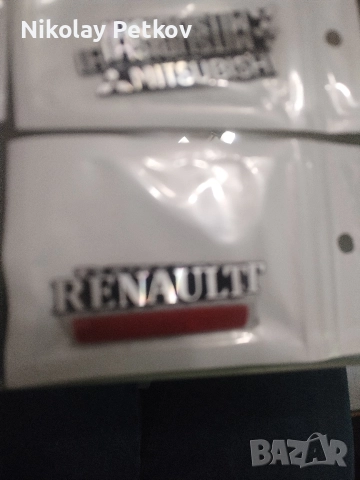 Nikolay Petkov
MITSUBISHI
RENAULT
BAZAR